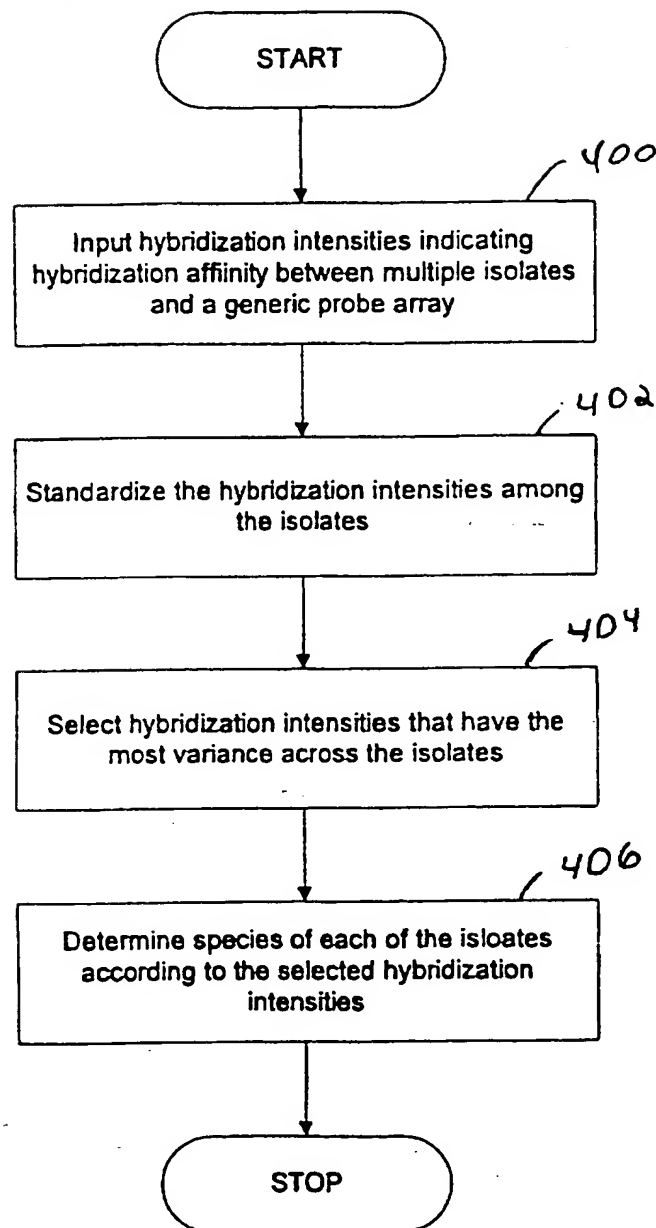 START
400
Input hybridization intensities indicating
hybridization affiinity between multiple isolates
and a generic probe array
402
Standardize the hybridization intensities among
the isolates
404
Select hybridization intensities that have the
most variance across the isolates
406
Determine species of each of the isloates
according to the selected hybridization
intensities
STOP